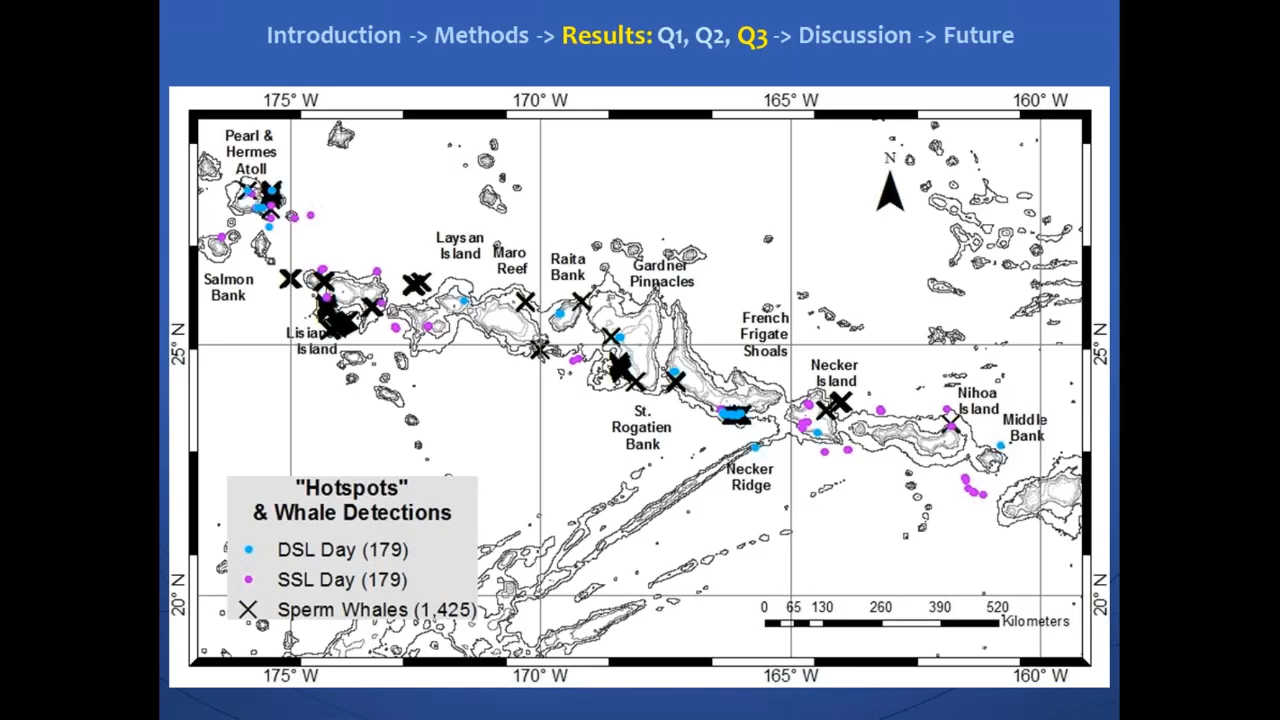 Introduction -> Methods -> Results: Q1, Q2, Q3 -> Discussion -> Future
175° W 170° W 165° W 160° W
Pearl &
Hermes
Atoll
N
Laysan
Island
Maro
Reef
Raita
Bank
Gardner
Pinnacles
Salmon
Bank
French
Frigate
Shoals
Lisianski
Island
25° N
25° N
Necker
Island
Nihoa
Island
Middle
Bank
St.
Rogatien
Bank
Necker
Ridge
"Hotspots"
& Whale Detections
DSL Day (179)
SSL Day (179)
Sperm Whales (1,425)
20° N
20° N
0 65 130 260 390 520
Kilometers
175° W 170° W 165° W 160° W